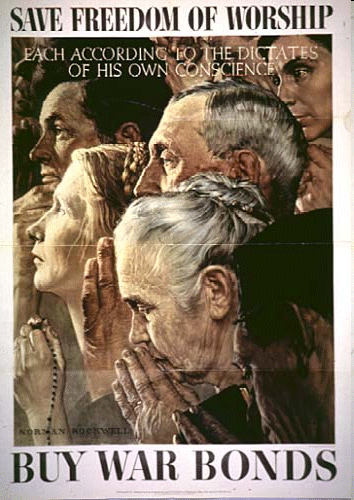 SAVE FREEDOM OF WORSHIP
EACH ACCORDING TO THE DICTATES
OF HIS OWN CONSCIENCE
NORMAN ROCKWELL
BUY WAR BONDS